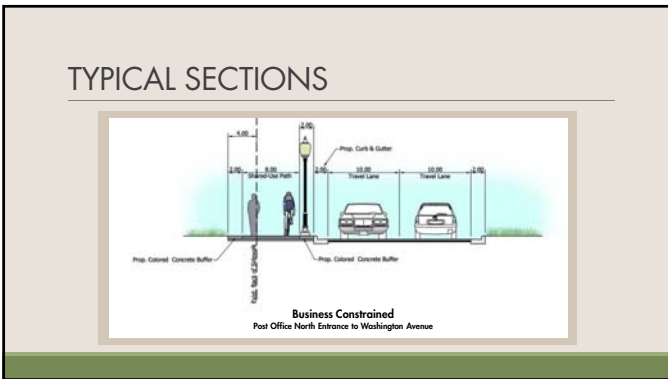 TYPICAL SECTIONS
2.00
4.00
Prop. Curb & Gutter
2.00
8.00
2.00
10.00
10.00
2.00
Shared-Use Path
Travel Lane
Travel Lane
Prop. Colored Concrete Buffer
Prop. Colored Concrete Buffer
Business Constrained
Post Office North Entrance to Washington Avenue